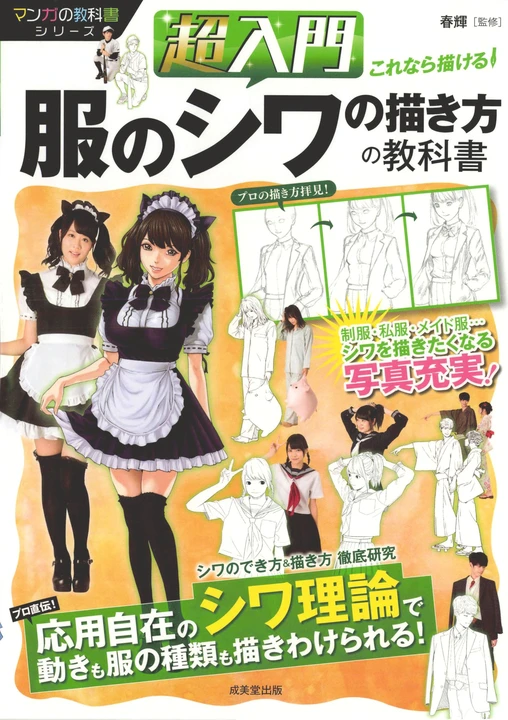 マンガの教科書
シリーズ
超入門
春輝[監修]
これなら描ける!
服のシワの描き方
の教科書
プロの描き方拝見!
制服・私服・メイド服…
シワを描きたくなる
写真充実!
シワのでき方&描き方 徹底研究
プロ直伝!
応用自在のシワ理論で
動きも服の種類も描きわけられる!
成美堂出版